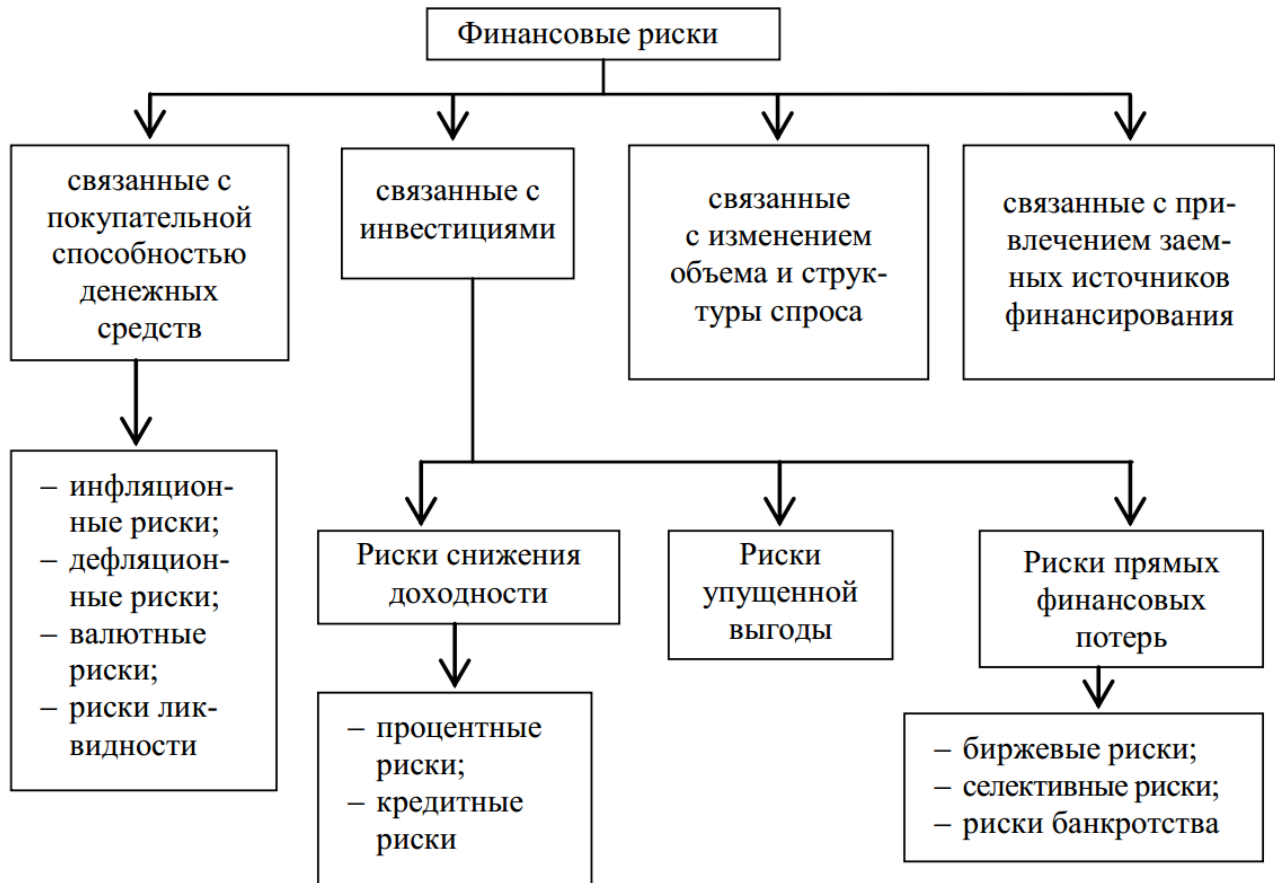 Финансовые риски
связанные с
покупательной
способностью
денежных
средств
связанные с
инвестициями
связанные
с изменением
объема и струк-
туры спроса
связанные с при-
влечением заем-
ных источников
финансирования
– инфляцион-
ные риски;
– дефляцион-
ные риски;
– валютные
риски;
– риски лик-
видности
Риски снижения
доходности
Риски
упущенной
выгоды
Риски прямых
финансовых
потерь
– процентные
риски;
– кредитные
риски
– биржевые риски;
– селективные риски;
– риски банкротства